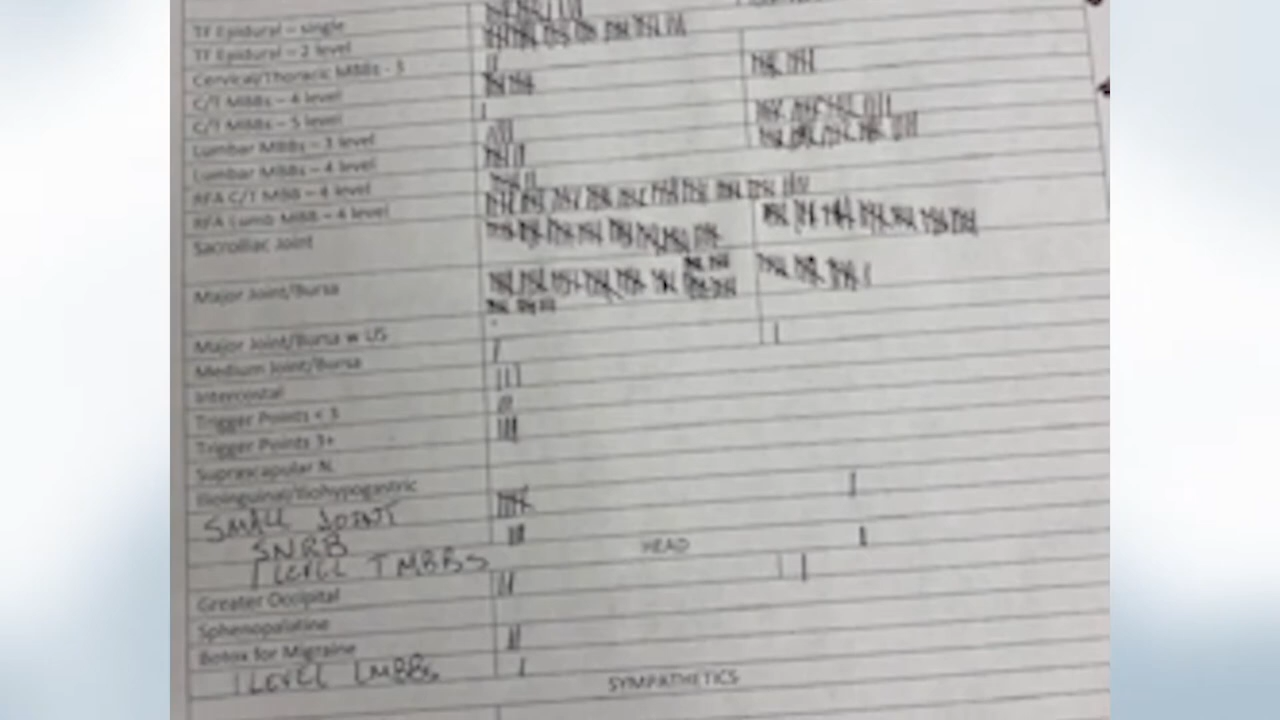 TF Epidural – single
TF Epidural – 2 level
Cervical/Thoracic MBBs - 3
C/T MBBs – 4 level
C/T MBBs – 5 level
Lumbar MBBs – 3 level
Lumbar MBBs – 4 level
RFA C/T MBB – 4 level
RFA Lumb MBB – 4 level
Sacroiliac Joint
Major Joint/Bursa
Major Joint/Bursa w US
Medium Joint/Bursa
Intercostal
Trigger Points < 3
Trigger Points 3+
Suprascapular N.
Ilioinguinal/Iliohypogastric
SMALL JOINT
SNRB
1 LEVEL TMBBS
HEAD
Greater Occipital
Sphenopalatine
Botox for Migraine
1 LEVEL LMBBs
SYMPATHETICS